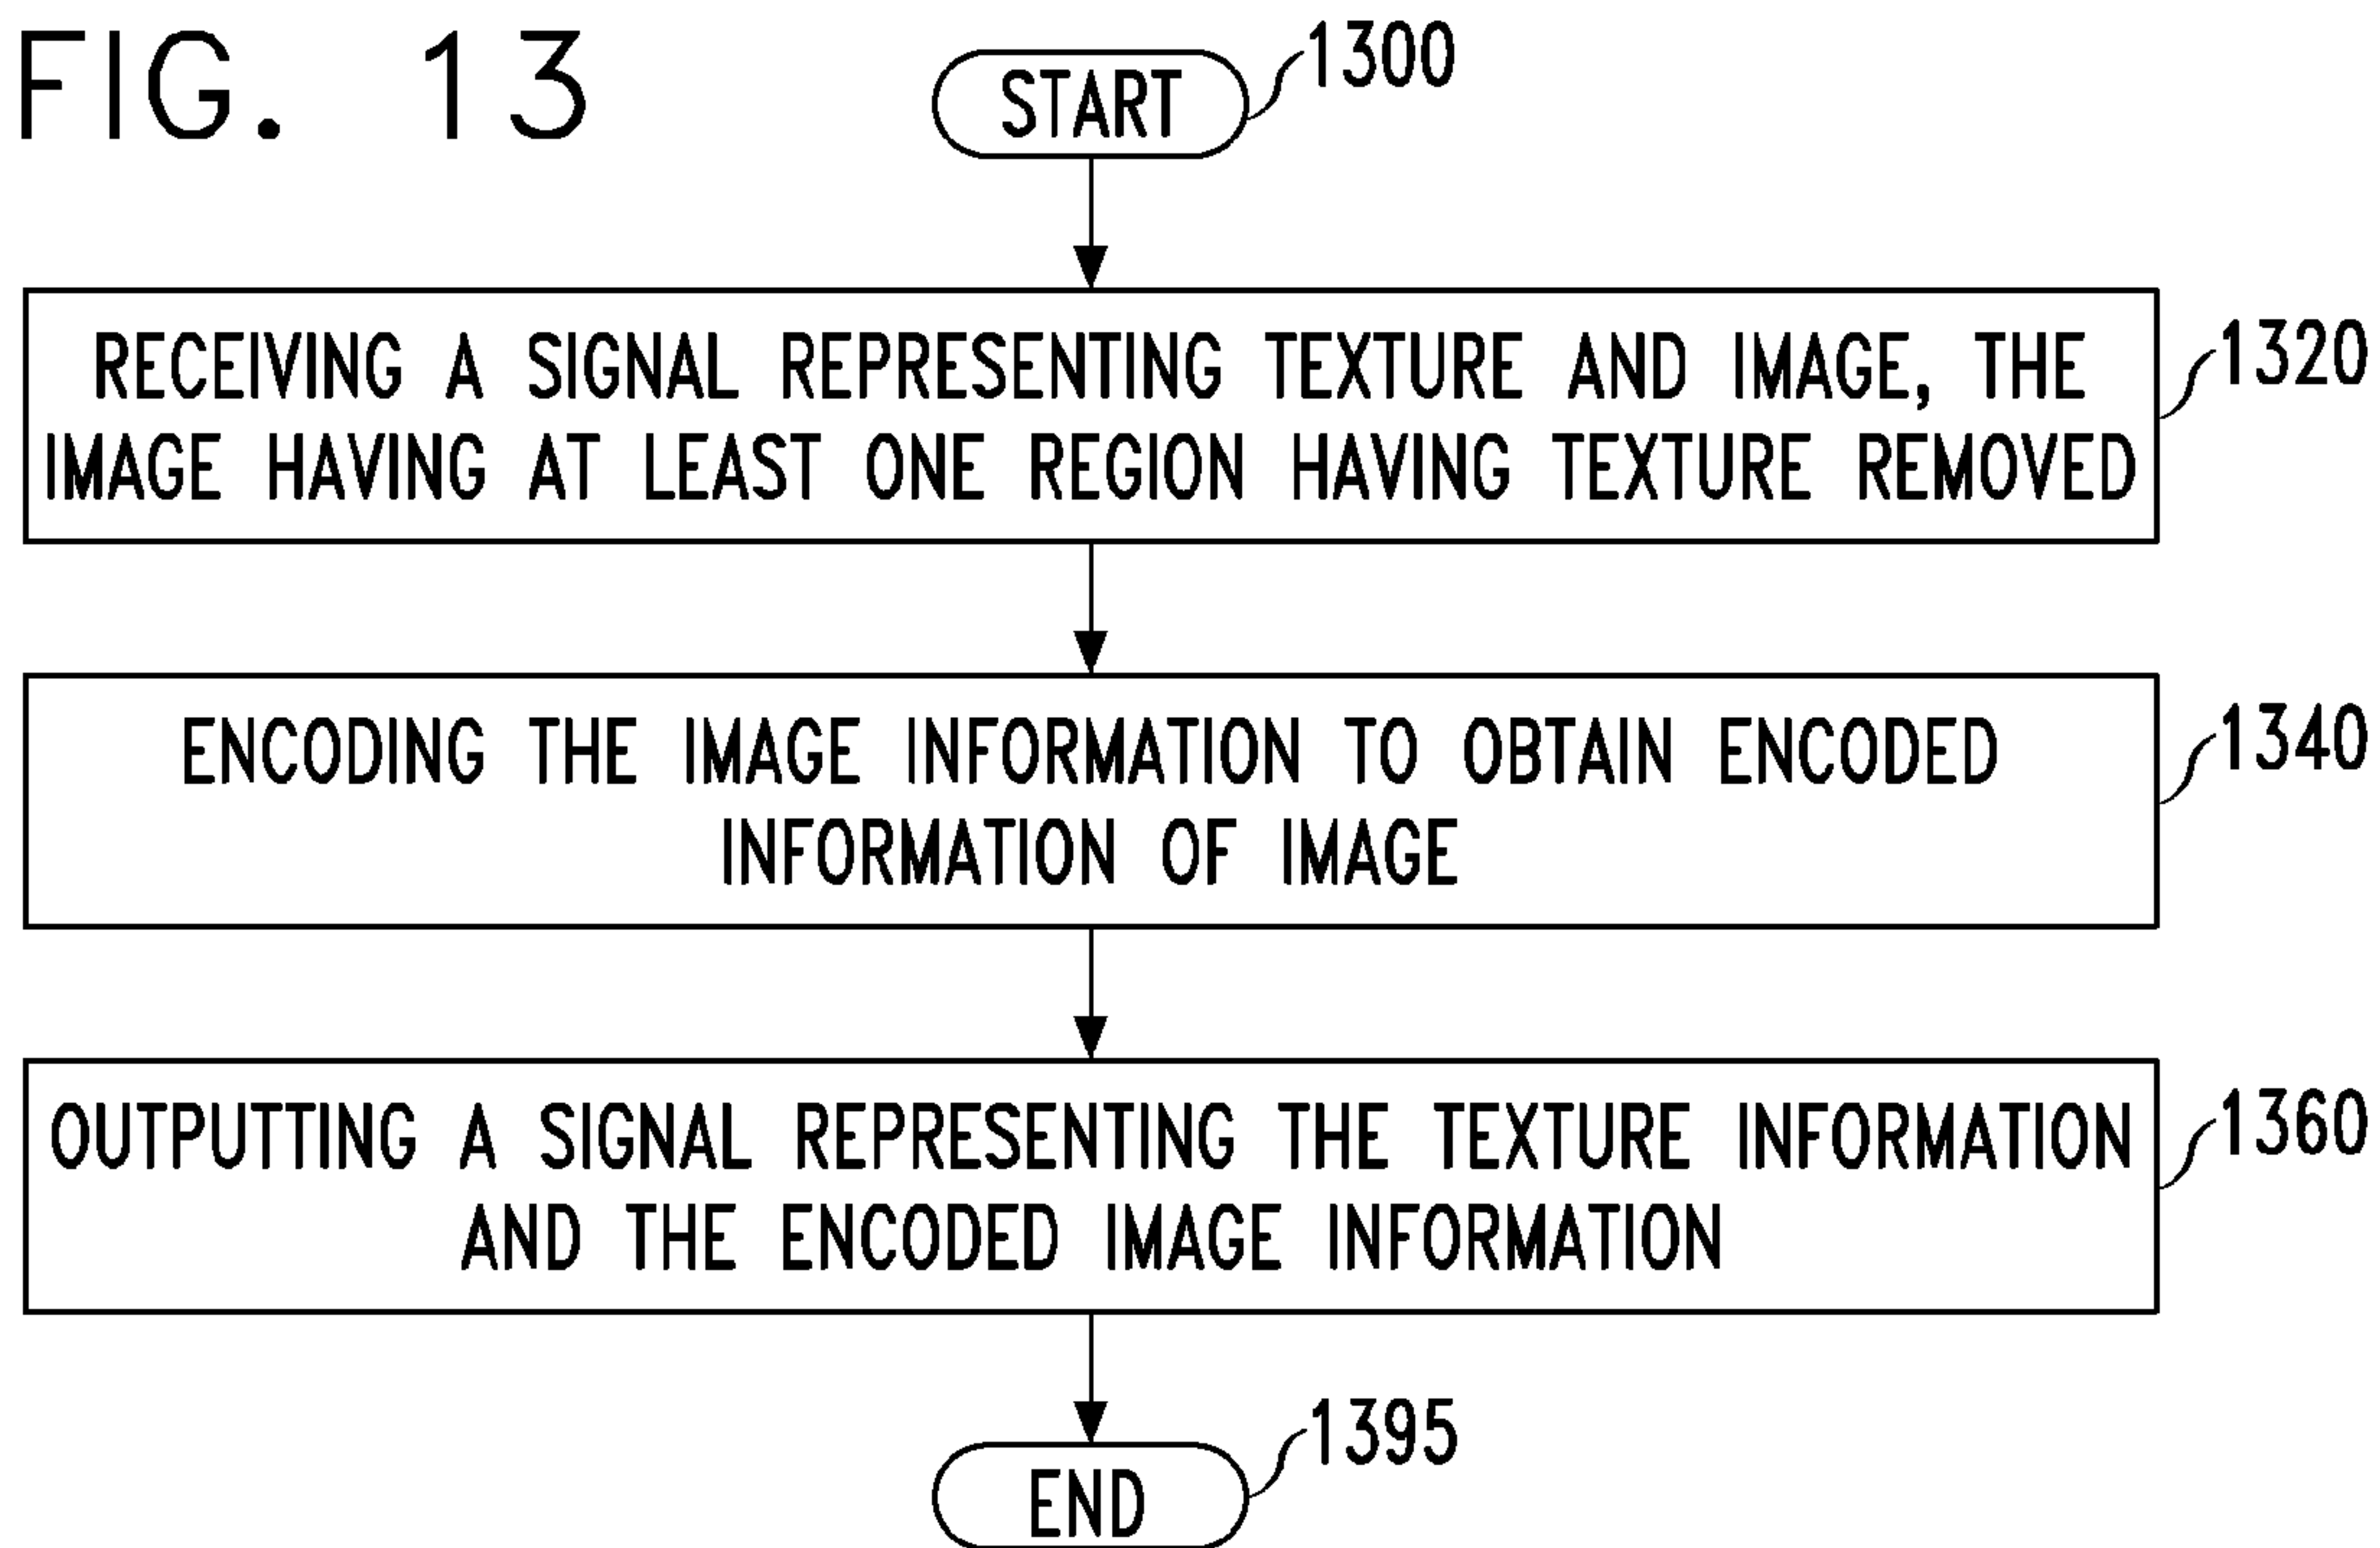 FIG. 13
START
1300
RECEIVING A SIGNAL REPRESENTING TEXTURE AND IMAGE, THE
IMAGE HAVING AT LEAST ONE REGION HAVING TEXTURE REMOVED
1320
ENCODING THE IMAGE INFORMATION TO OBTAIN ENCODED
INFORMATION OF IMAGE
1340
OUTPUTTING A SIGNAL REPRESENTING THE TEXTURE INFORMATION
AND THE ENCODED IMAGE INFORMATION
1360
END
1395